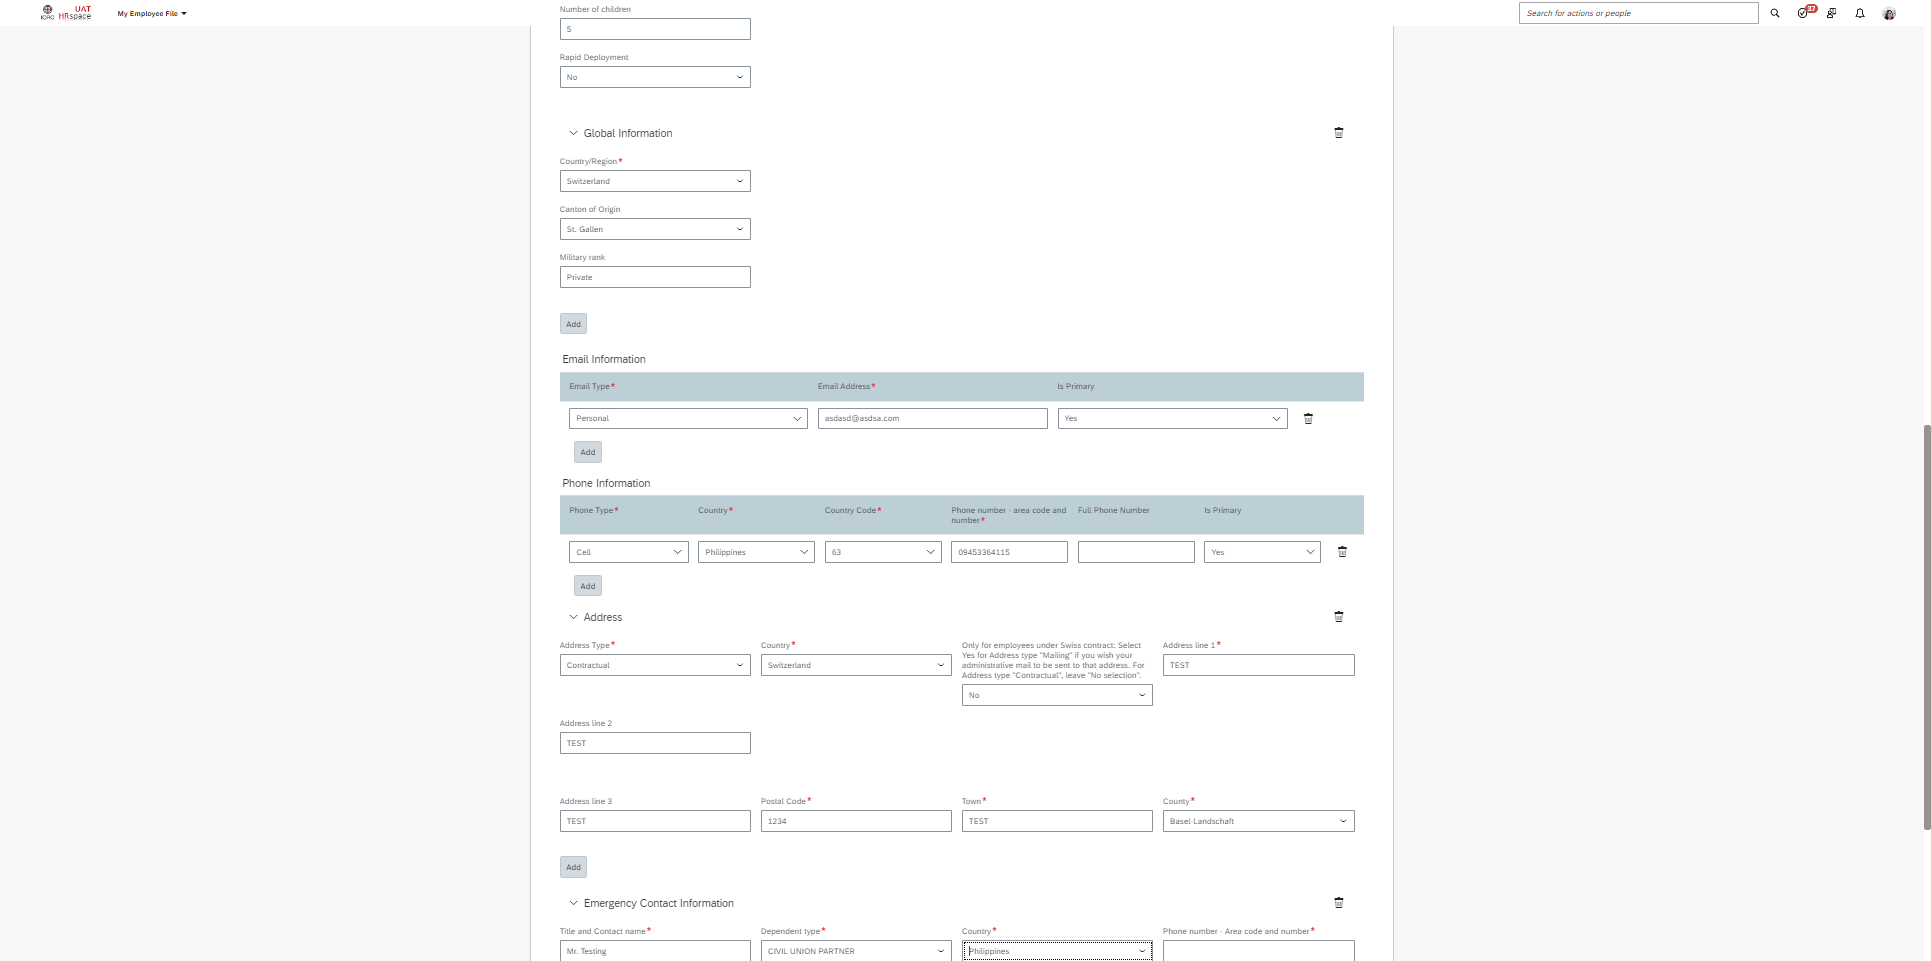 ICRC
UAT
HRspace
My Employee File
Search for actions or people
37
Number of children
5
Rapid Deployment
No
Global Information
Country/Region*
Switzerland
Canton of Origin
St. Gallen
Military rank
Private
Add
Email Information
Email Type* Email Address* Is Primary
Personal asdasd@asdsa.com Yes
Add
Phone Information
Phone Type* Country* Country Code* Phone number - area code and Full Phone Number Is Primary
number*
Cell Philippines 63 09453364115 Yes
Add
Address
Address Type* Country* Only for employees under Swiss contract: Select Address line 1*
Yes for Address type "Mailing" if you wish your
administrative mail to be sent to that address. For
Address type "Contractual", leave "No selection".
Contractual Switzerland No TEST
Address line 2
TEST
Address line 3 Postal Code* Town* County*
TEST 1234 TEST Basel-Landschaft
Add
Emergency Contact Information
Title and Contact name* Dependent type* Country* Phone number - Area code and number*
Mr. Testing CIVIL UNION PARTNER Philippines